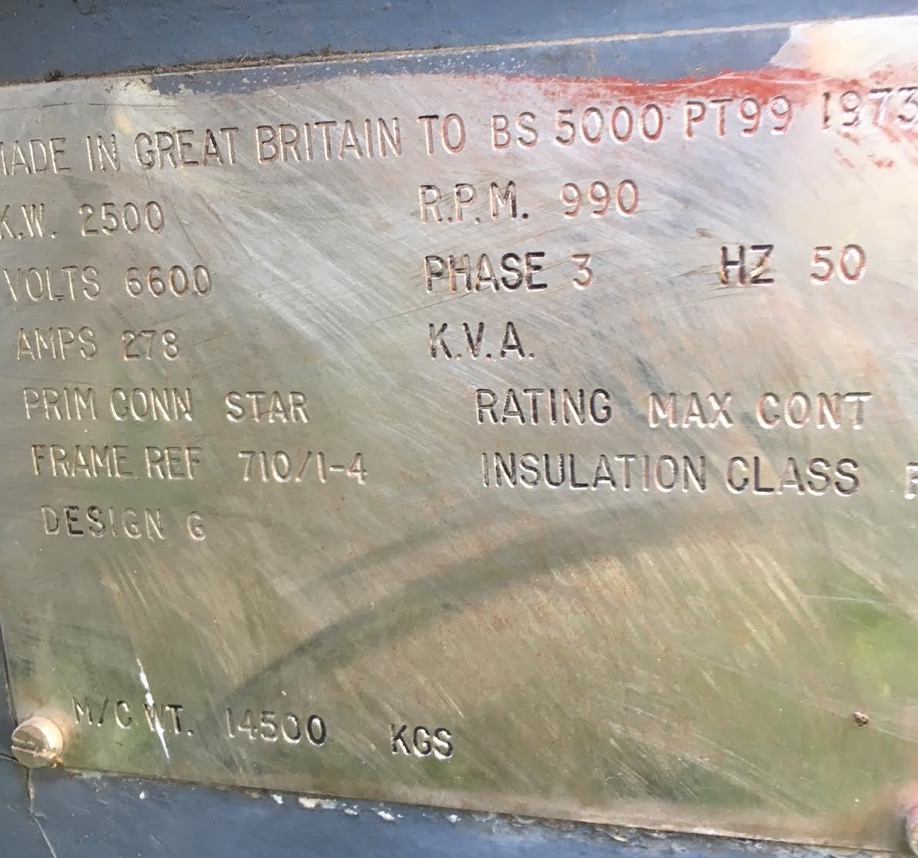 MADE IN GREAT BRITAIN TO BS 5000 PT99 1973
K.W. 2500 R.P.M. 990
VOLTS 6600 PHASE 3 HZ 50
AMPS 278 K.V.A.
PRIM CONN STAR RATING MAX CONT
FRAME REF 710/1-4 INSULATION CLASS F
DESIGN G
M/C WT. 14500 KGS